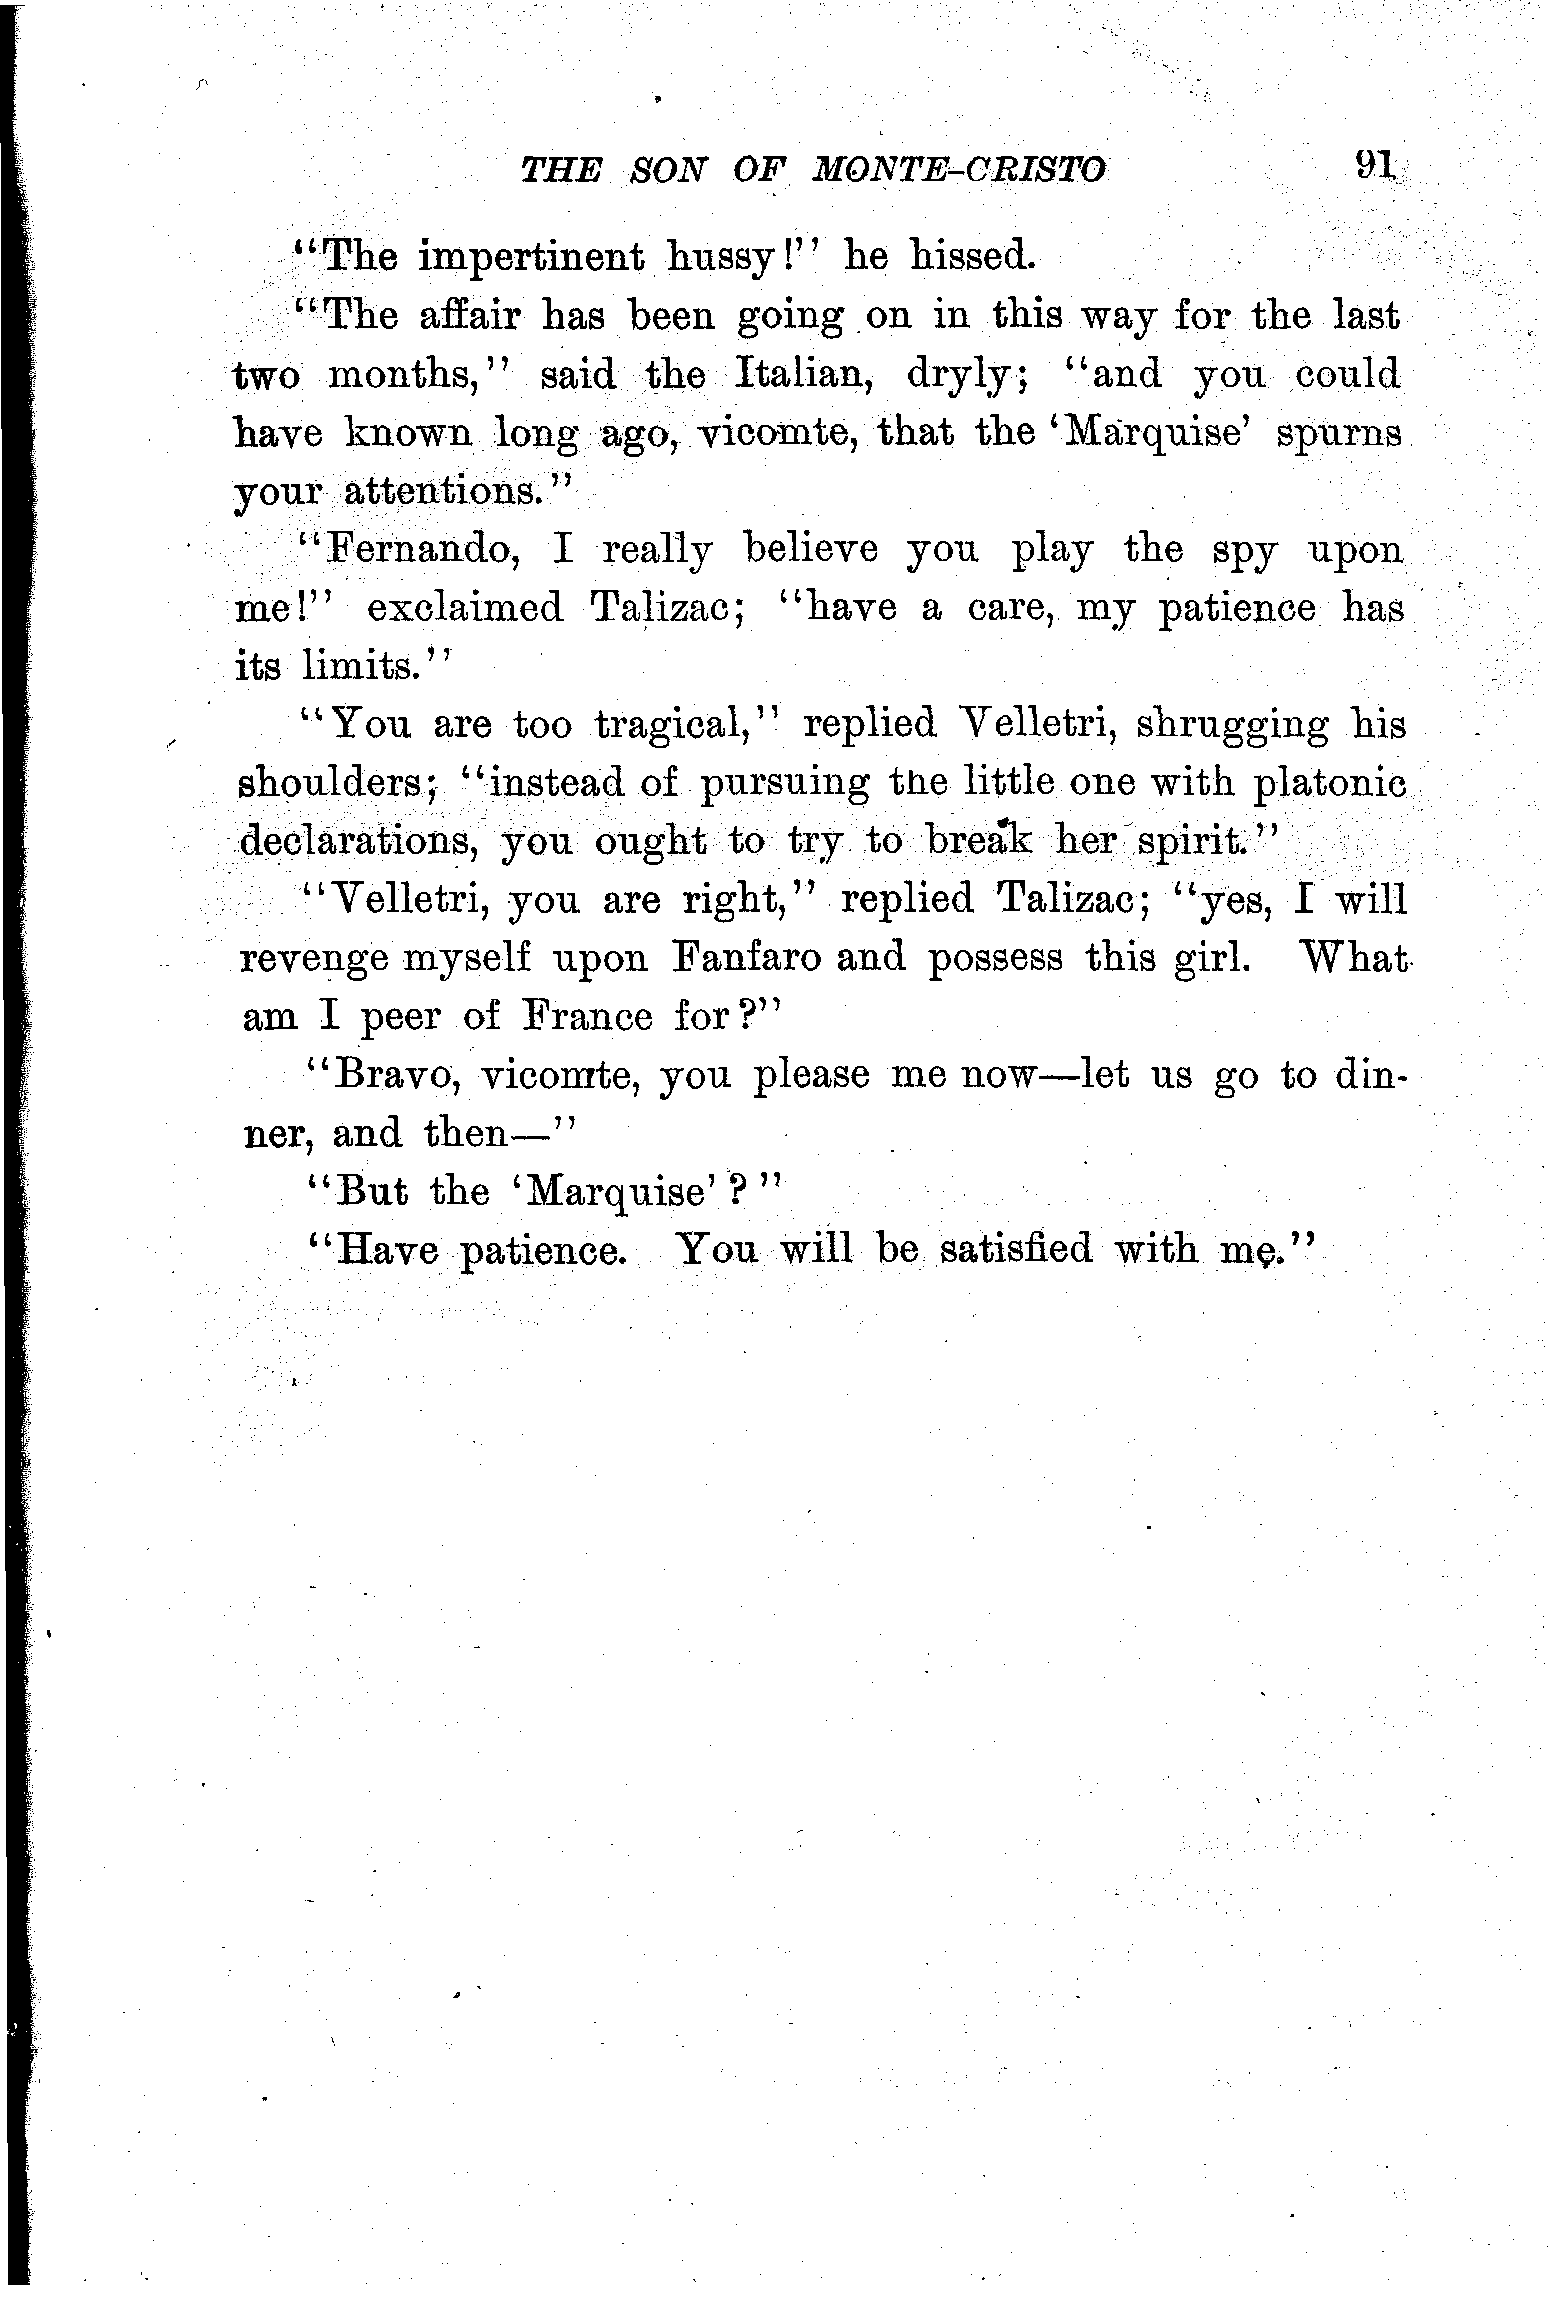 THE SON OF MONTE-CRISTO 91
"The impertinent hussy!" he hissed.
"The affair has been going on in this way for the last
two months," said the Italian, dryly; "and you could
have known long ago, vicomte, that the 'Marquise' spurns
your attentions."
"Fernando, I really believe you play the spy upon
me!" exclaimed Talizac; "have a care, my patience has
its limits."
"You are too tragical," replied Velletri, shrugging his
shoulders; "instead of pursuing the little one with platonic
declarations, you ought to try to break her spirit."
"Velletri, you are right," replied Talizac; "yes, I will
revenge myself upon Fanfaro and possess this girl. What
am I peer of France for?"
"Bravo, vicomte, you please me now—let us go to din-
ner, and then—"
"But the 'Marquise'?"
"Have patience. You will be satisfied with me."